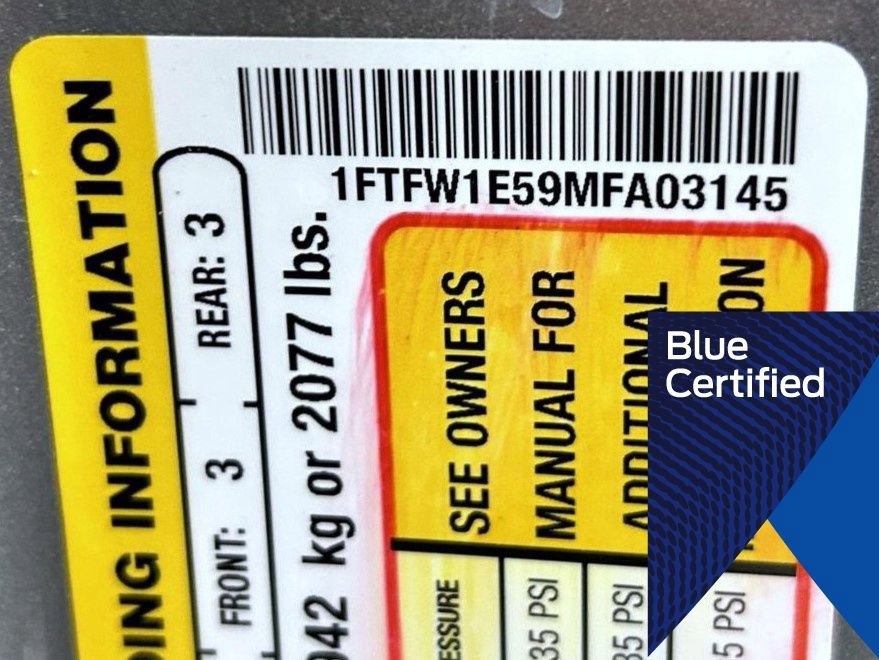 1FTFW1E59MFA03145
DING INFORMATION
FRONT: 3 REAR: 3
942 kg or 2077 lbs.
SEE OWNERS
MANUAL FOR
ADDITIONAL
ON
ESSURE
35 PSI
35 PSI
5 PSI
Blue
Certified